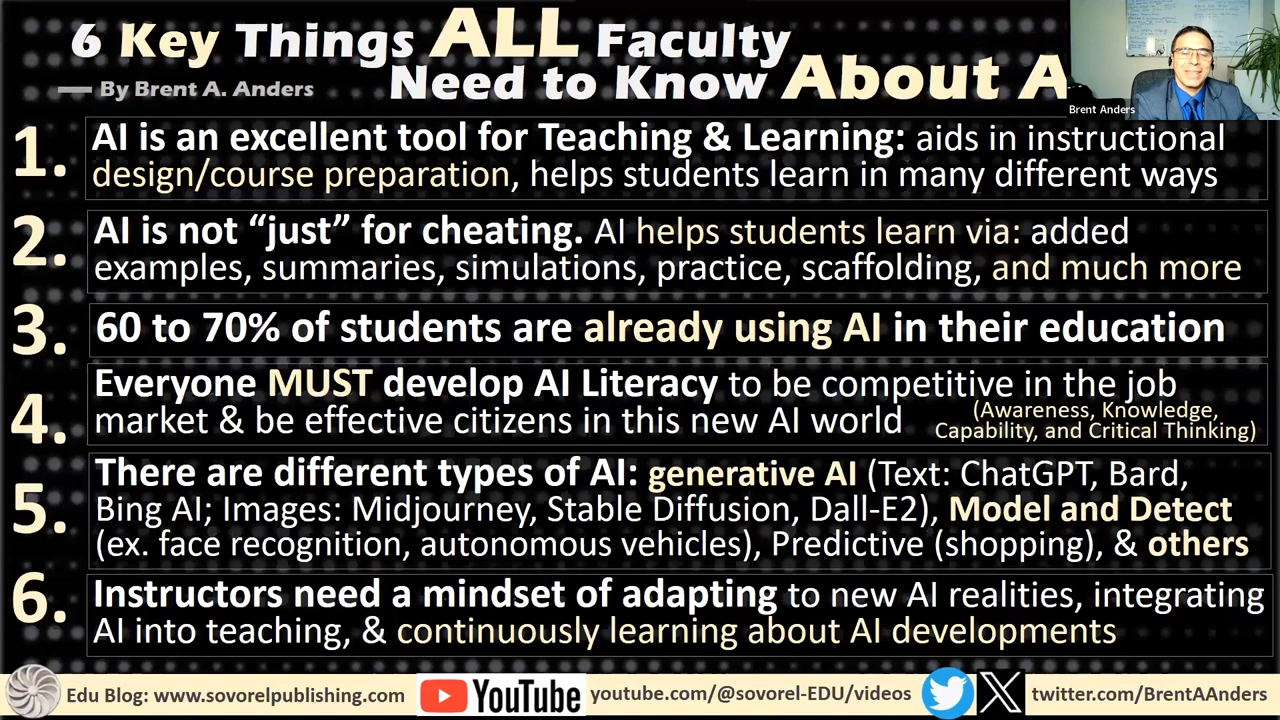 6 Key Things ALL Faculty
Need to Know About A
— By Brent A. Anders
Brent Anders
1. AI is an excellent tool for Teaching & Learning: aids in instructional
design/course preparation, helps students learn in many different ways
2. AI is not “just” for cheating. AI helps students learn via: added
examples, summaries, simulations, practice, scaffolding, and much more
3. 60 to 70% of students are already using AI in their education
4. Everyone MUST develop AI Literacy to be competitive in the job
market & be effective citizens in this new AI world
(Awareness, Knowledge,
Capability, and Critical Thinking)
5. There are different types of AI: generative AI (Text: ChatGPT, Bard,
Bing AI; Images: Midjourney, Stable Diffusion, Dall-E2), Model and Detect
(ex. face recognition, autonomous vehicles), Predictive (shopping), & others
6. Instructors need a mindset of adapting to new AI realities, integrating
AI into teaching, & continuously learning about AI developments
Edu Blog: www.sovorelpublishing.com
YouTube
youtube.com/@sovorel-EDU/videos
X
twitter.com/BrentAAnders